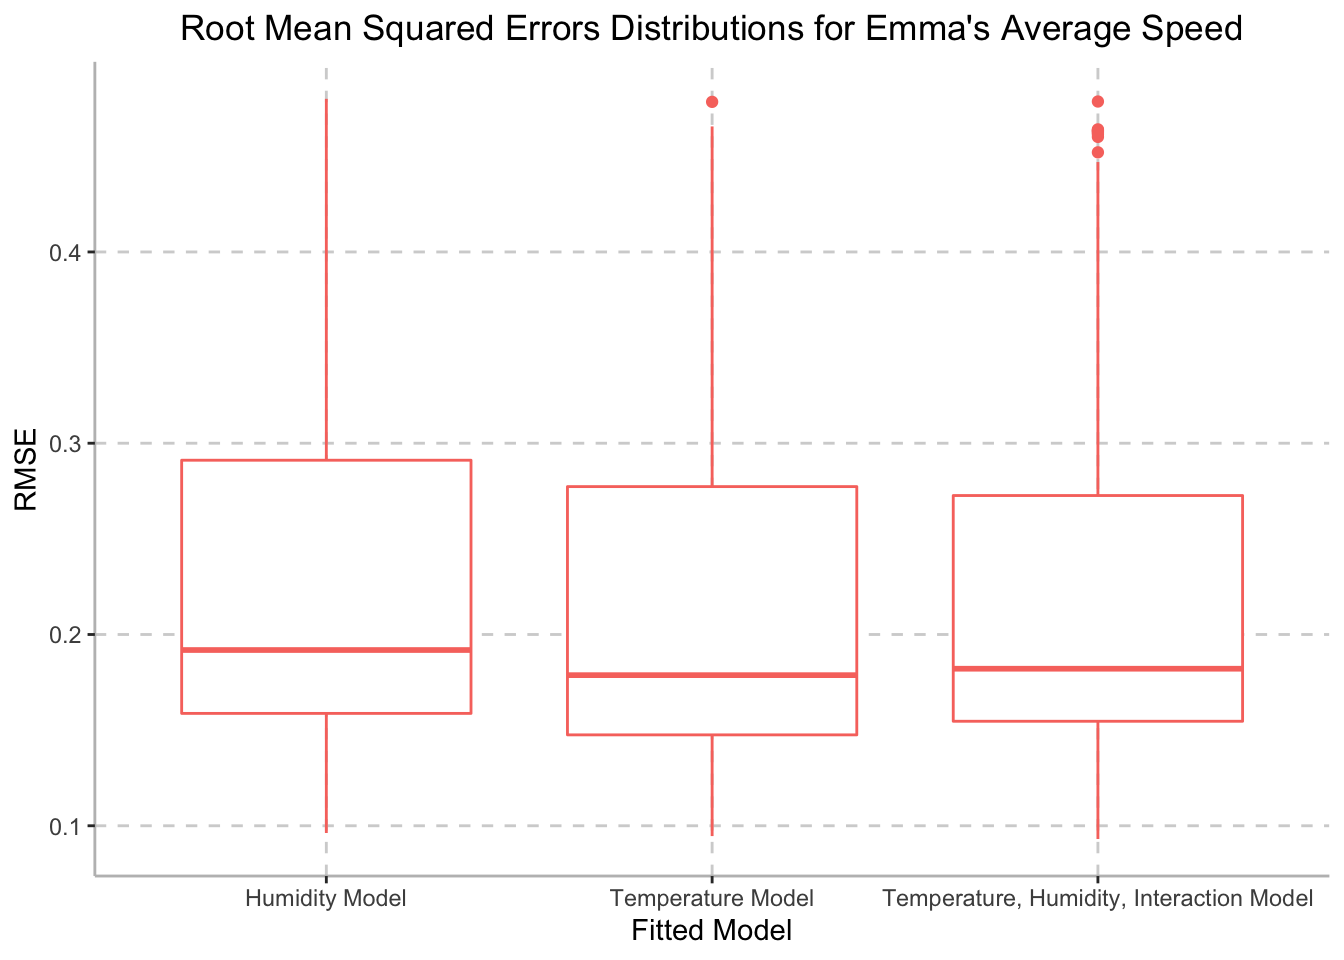 Root Mean Squared Errors Distributions for Emma's Average Speed
RMSE
0.4
0.3
0.2
0.1
Humidity Model
Temperature Model
Temperature, Humidity, Interaction Model
Fitted Model